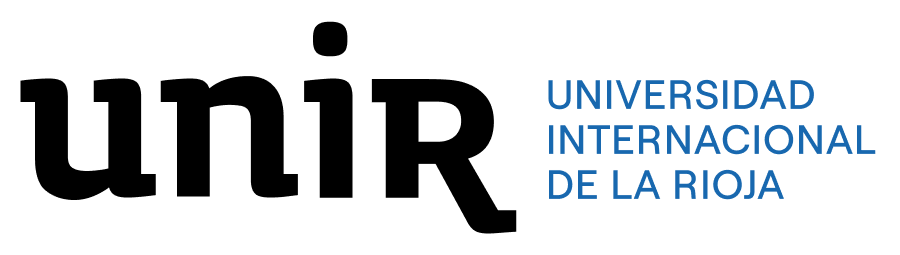 uniR
UNIVERSIDAD
INTERNACIONAL
DE LA RIOJA